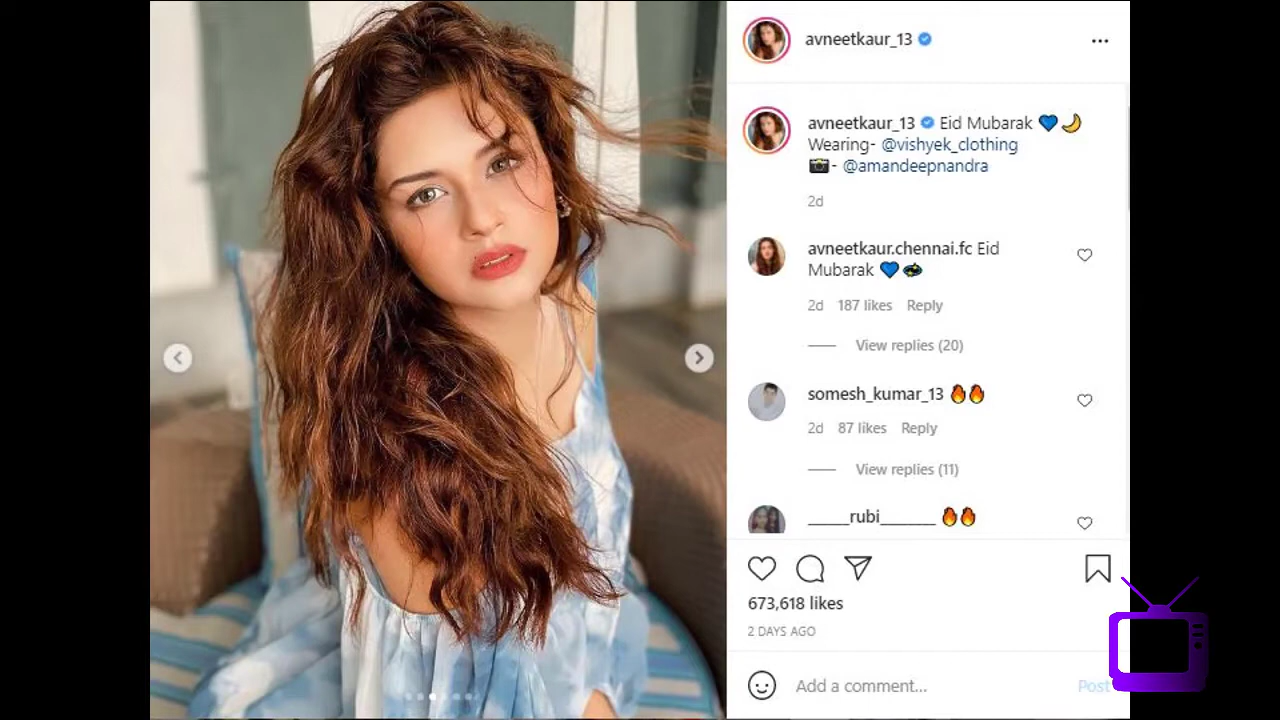 avneetkaur_13
avneetkaur_13 Eid Mubarak 💙🌙
Wearing- @vishyek_clothing
📸- @amandeepnandra
2d
avneetkaur.chennai.fc Eid
Mubarak 💙
2d 187 likes Reply
View replies (20)
somesh_kumar_13 🔥🔥
2d 87 likes Reply
View replies (11)
_____rubi_______ 🔥🔥
673,618 likes
2 DAYS AGO
Add a comment... Post